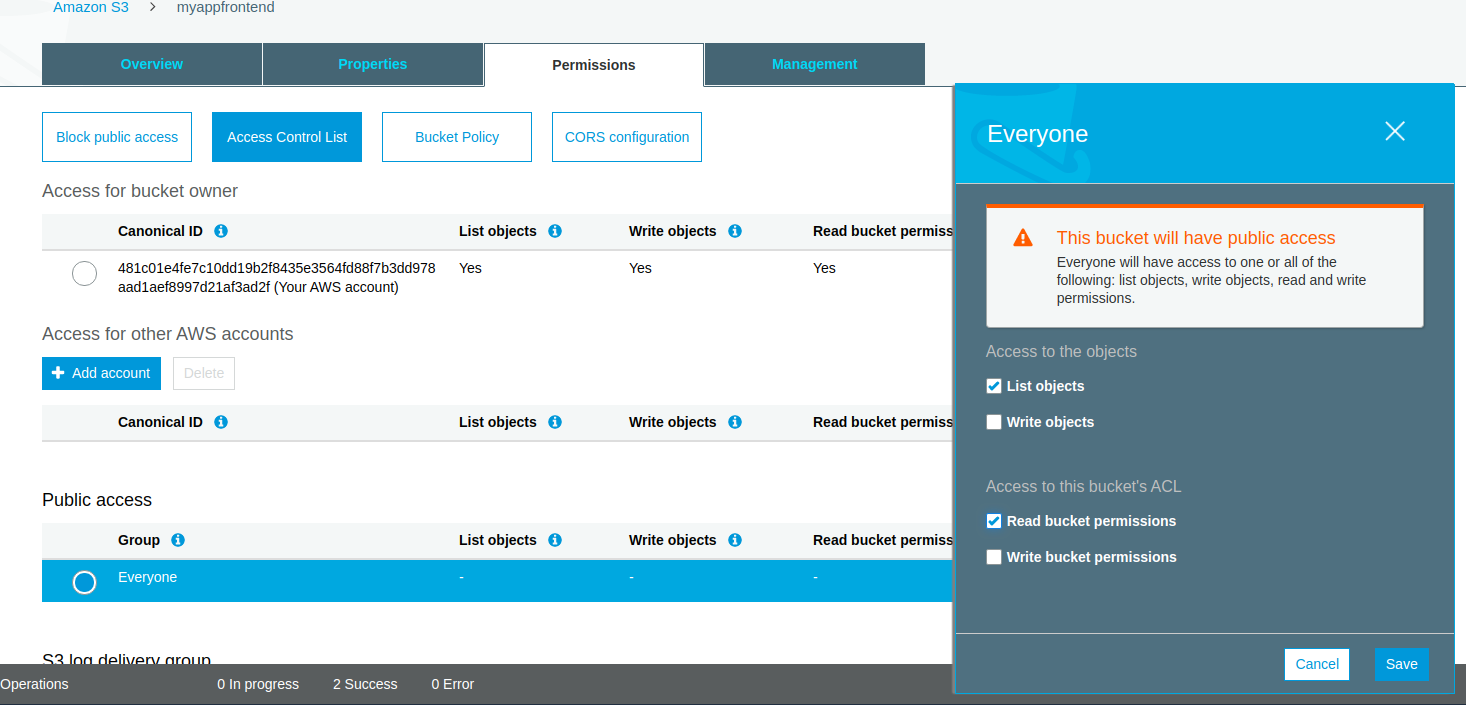 Amazon S3 > myappfrontend
Overview Properties Permissions Management
Block public access Access Control List Bucket Policy CORS configuration
Access for bucket owner
Canonical ID List objects Write objects Read bucket permiss
481c01e4fe7c10dd19b2f8435e3564fd88f7b3dd978 Yes Yes Yes
aad1aef8997d21af3ad2f (Your AWS account)
Access for other AWS accounts
+ Add account Delete
Canonical ID List objects Write objects Read bucket permiss
Public access
Group List objects Write objects Read bucket permiss
Everyone - - -
S3 log delivery group
Operations 0 In progress 2 Success 0 Error
Everyone
This bucket will have public access
Everyone will have access to one or all of the
following: list objects, write objects, read and write
permissions.
Access to the objects
List objects
Write objects
Access to this bucket's ACL
Read bucket permissions
Write bucket permissions
Cancel Save